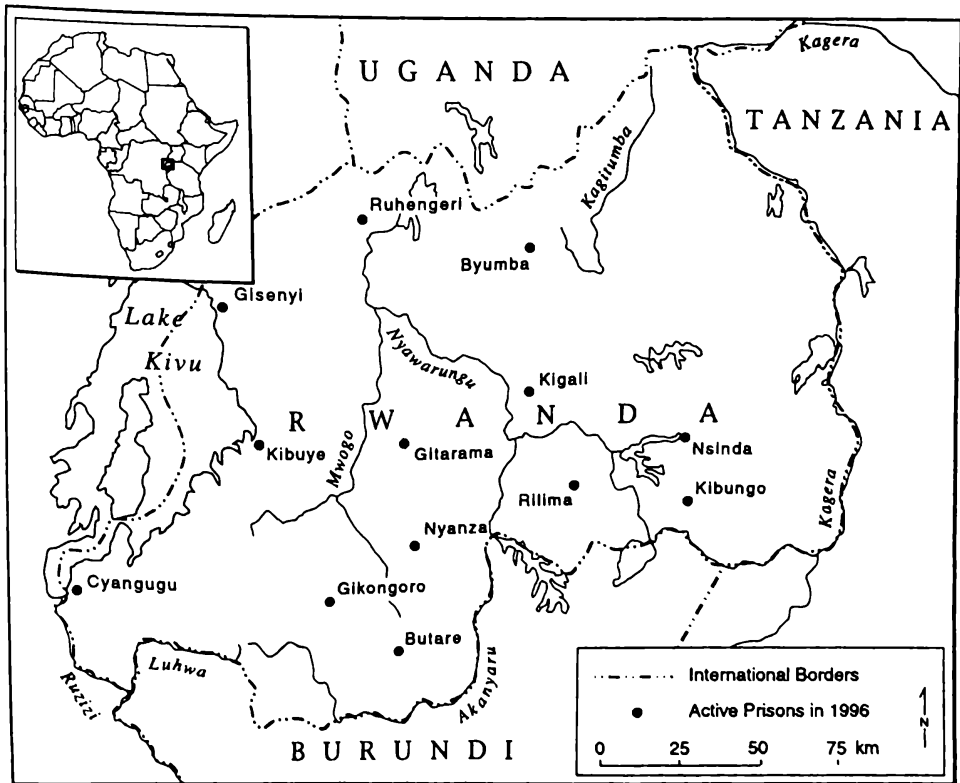 Kagera
UGANDA
TANZANIA
Kagitumba
Ruhengeri
Byumba
Gisenyi
Lake
Kivu
Nyawarungu
Kigali
RWANDA
Nsinda
Kibuye
Mwogo
Gitarama
Rilima
Kibungo
Kagera
Nyanza
Cyangugu
Gikongoro
Butare
Luhwa
Akanyaru
Ruzizi
BURUNDI
International Borders
Active Prisons in 1996
N
0 25 50 75 km